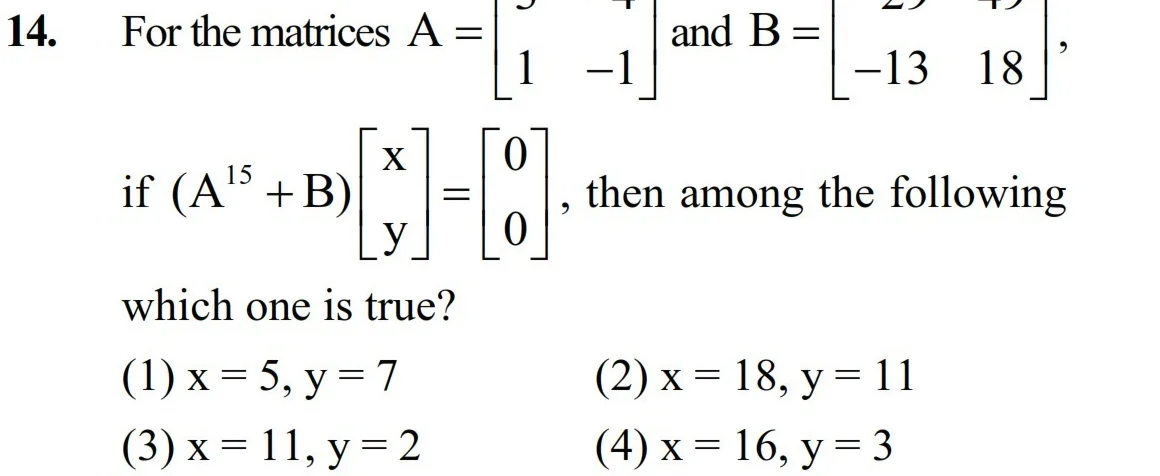 14. For the matrices A = [ 1 −1 ] and B = [ −13 18 ],
if (A¹⁵ + B) [ x y ] = [ 0 0 ], then among the following
which one is true?
(1) x = 5, y = 7 (2) x = 18, y = 11
(3) x = 11, y = 2 (4) x = 16, y = 3